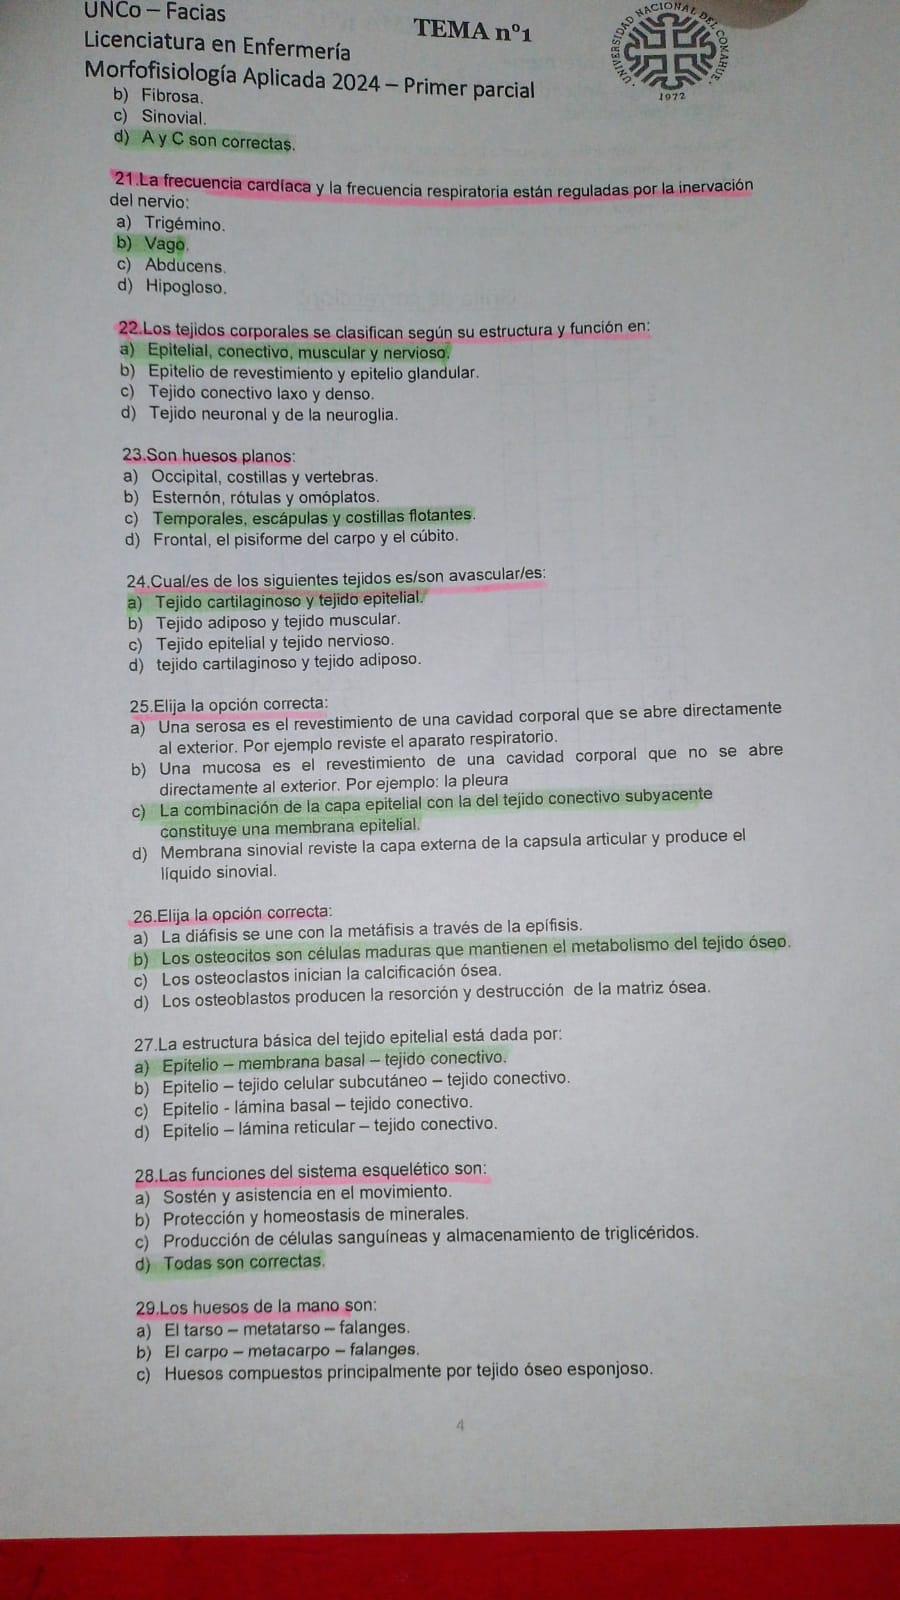 UNCo – Facias
TEMA nº1
Licenciatura en Enfermería
Morfofisiología Aplicada 2024 – Primer parcial
UNIVERSIDAD NACIONAL DEL COMAHUE
1972
b) Fibrosa.
c) Sinovial.
d) A y C son correctas.
21.La frecuencia cardíaca y la frecuencia respiratoria están reguladas por la inervación
del nervio:
a) Trigémino.
b) Vago.
c) Abducens.
d) Hipogloso.
22.Los tejidos corporales se clasifican según su estructura y función en:
a) Epitelial, conectivo, muscular y nervioso.
b) Epitelio de revestimiento y epitelio glandular.
c) Tejido conectivo laxo y denso.
d) Tejido neuronal y de la neuroglia.
23.Son huesos planos:
a) Occipital, costillas y vertebras.
b) Esternón, rótulas y omóplatos.
c) Temporales, escápulas y costillas flotantes.
d) Frontal, el pisiforme del carpo y el cúbito.
24.Cual/es de los siguientes tejidos es/son avascular/es:
a) Tejido cartilaginoso y tejido epitelial.
b) Tejido adiposo y tejido muscular.
c) Tejido epitelial y tejido nervioso.
d) tejido cartilaginoso y tejido adiposo.
25.Elija la opción correcta:
a) Una serosa es el revestimiento de una cavidad corporal que se abre directamente
al exterior. Por ejemplo reviste el aparato respiratorio.
b) Una mucosa es el revestimiento de una cavidad corporal que no se abre
directamente al exterior. Por ejemplo: la pleura
c) La combinación de la capa epitelial con la del tejido conectivo subyacente
constituye una membrana epitelial.
d) Membrana sinovial reviste la capa externa de la capsula articular y produce el
líquido sinovial.
26.Elija la opción correcta:
a) La diáfisis se une con la metáfisis a través de la epífisis.
b) Los osteocitos son células maduras que mantienen el metabolismo del tejido óseo.
c) Los osteoclastos inician la calcificación ósea.
d) Los osteoblastos producen la resorción y destrucción de la matriz ósea.
27.La estructura básica del tejido epitelial está dada por:
a) Epitelio – membrana basal – tejido conectivo.
b) Epitelio – tejido celular subcutáneo – tejido conectivo.
c) Epitelio - lámina basal – tejido conectivo.
d) Epitelio – lámina reticular – tejido conectivo.
28.Las funciones del sistema esquelético son:
a) Sostén y asistencia en el movimiento.
b) Protección y homeostasis de minerales.
c) Producción de células sanguíneas y almacenamiento de triglicéridos.
d) Todas son correctas.
29.Los huesos de la mano son:
a) El tarso – metatarso – falanges.
b) El carpo – metacarpo – falanges.
c) Huesos compuestos principalmente por tejido óseo esponjoso.
4